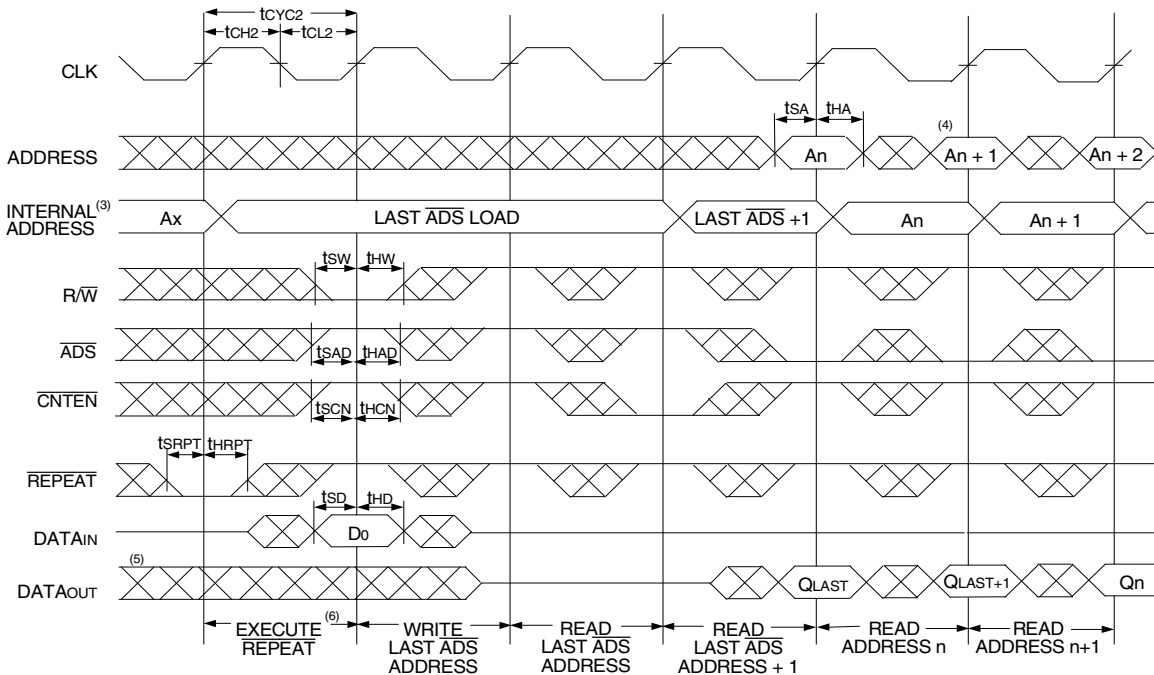 tCYC2
tCH2 tCL2
CLK
tSA tHA
(4)
ADDRESS An An + 1 An + 2
INTERNAL (3) ADDRESS Ax LAST ADS LOAD LAST ADS +1 An An + 1
tSW tHW
R/W
ADS
tSAD tHAD
CNTEN
tSCN tHCN
tSRPT tHRPT
REPEAT
tSD tHD
DATAIN D0
(5)
DATAOUT QLAST QLAST+1 Qn
(6)
EXECUTE WRITE READ READ READ READ
REPEAT LAST ADS LAST ADS LAST ADS ADDRESS n ADDRESS n+1
ADDRESS ADDRESS ADDRESS + 1